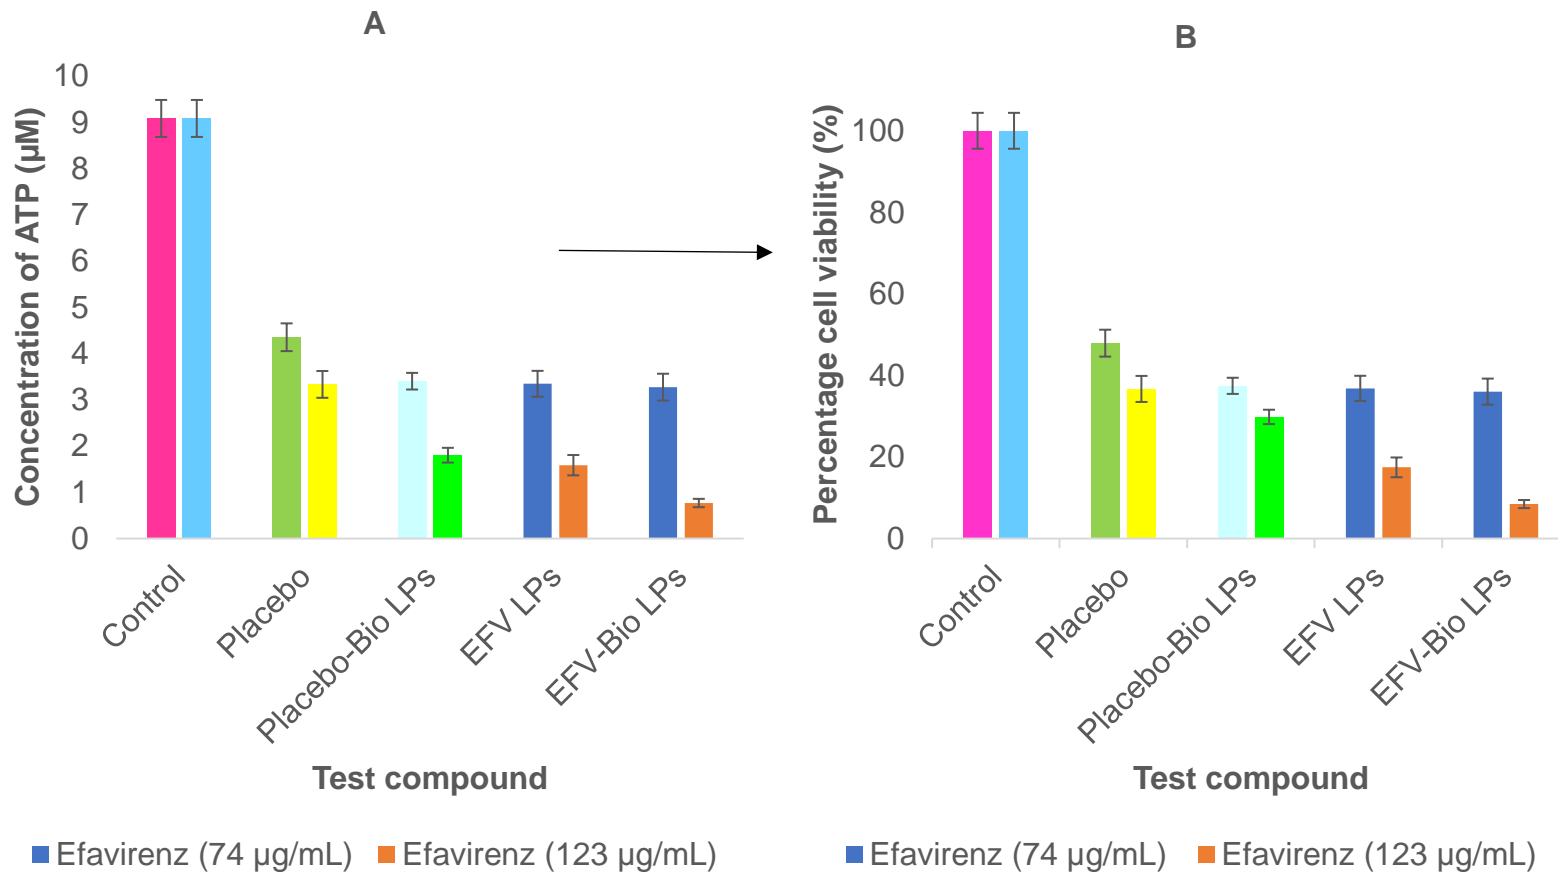 A
Concentration of ATP (µM)
10
9
8
7
6
5
4
3
2
1
0
Control
Placebo
Placebo-Bio LPs
EFV LPs
EFV-Bio LPs
Test compound
Efavirenz (74 µg/mL)
Efavirenz (123 µg/mL)
B
Percentage cell viability (%)
100
80
60
40
20
0
Control
Placebo
Placebo-Bio LPs
EFV LPs
EFV-Bio LPs
Test compound
Efavirenz (74 µg/mL)
Efavirenz (123 µg/mL)